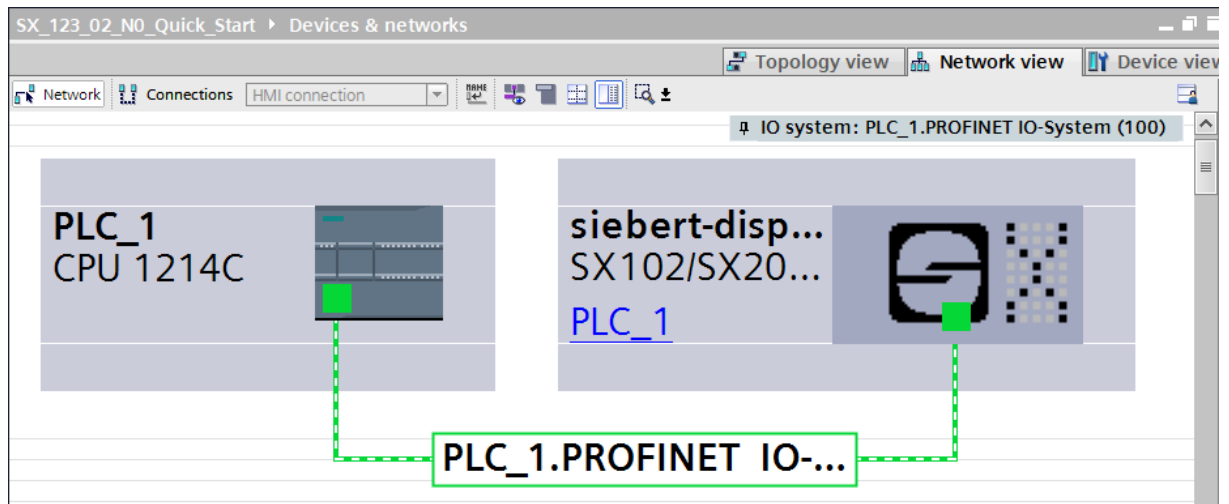 SX_123_02_N0_Quick_Start ▸ Devices & networks
Topology view Network view Device view
Network Connections HMI connection
IO system: PLC_1.PROFINET IO-System (100)
PLC_1
CPU 1214C
siebert-disp...
SX102/SX20...
PLC_1
PLC_1.PROFINET IO-...